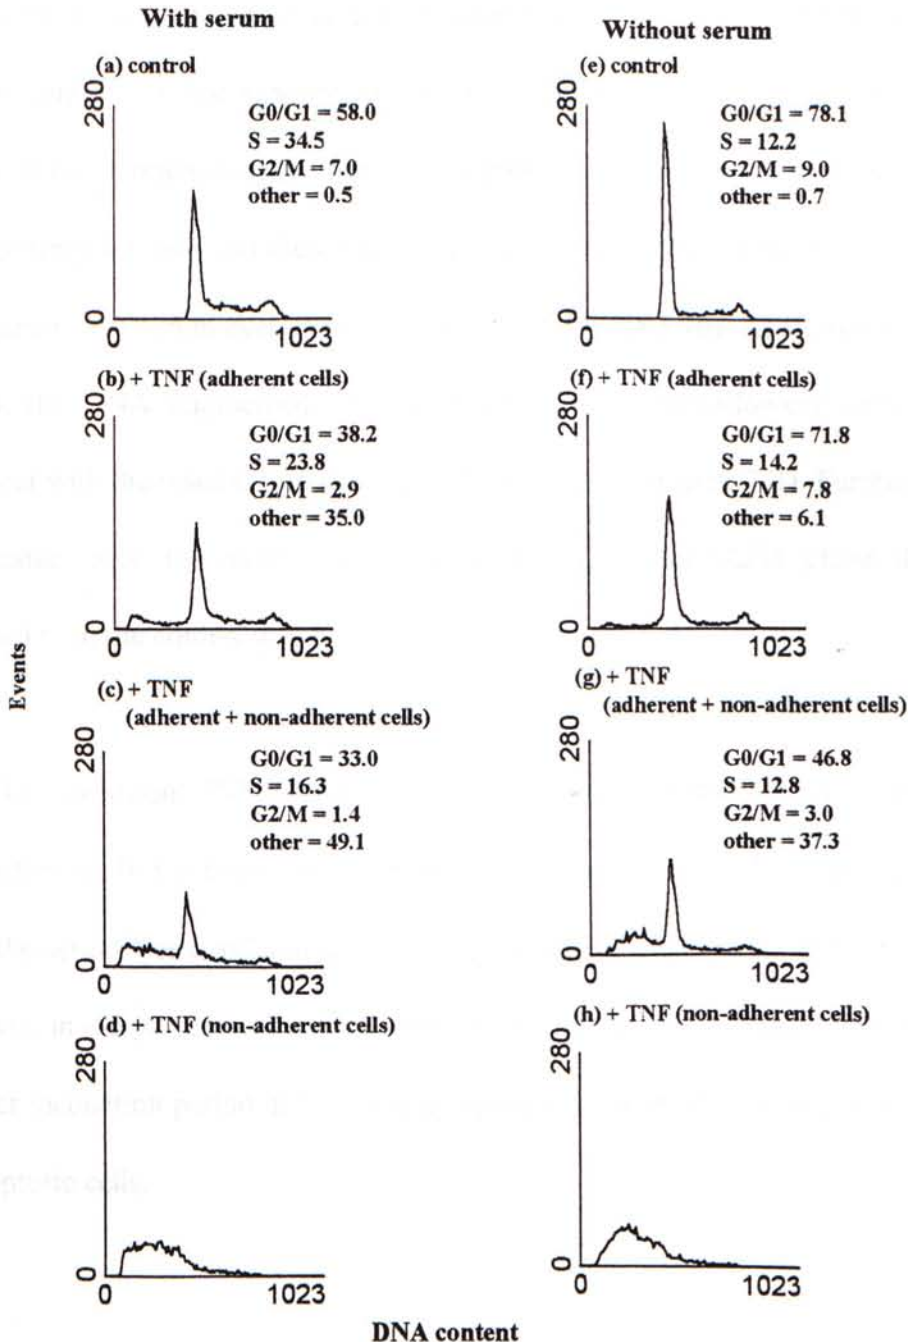 With serum
Without serum
(a) control
280
0
0
1023
G0/G1 = 58.0
S = 34.5
G2/M = 7.0
other = 0.5
(e) control
280
0
0
1023
G0/G1 = 78.1
S = 12.2
G2/M = 9.0
other = 0.7
(b) + TNF (adherent cells)
280
0
0
1023
G0/G1 = 38.2
S = 23.8
G2/M = 2.9
other = 35.0
(f) + TNF (adherent cells)
280
0
0
1023
G0/G1 = 71.8
S = 14.2
G2/M = 7.8
other = 6.1
Events
(c) + TNF
(adherent + non-adherent cells)
280
0
0
1023
G0/G1 = 33.0
S = 16.3
G2/M = 1.4
other = 49.1
(g) + TNF
(adherent + non-adherent cells)
280
0
0
1023
G0/G1 = 46.8
S = 12.8
G2/M = 3.0
other = 37.3
(d) + TNF (non-adherent cells)
280
0
0
1023
(h) + TNF (non-adherent cells)
280
0
0
1023
DNA content